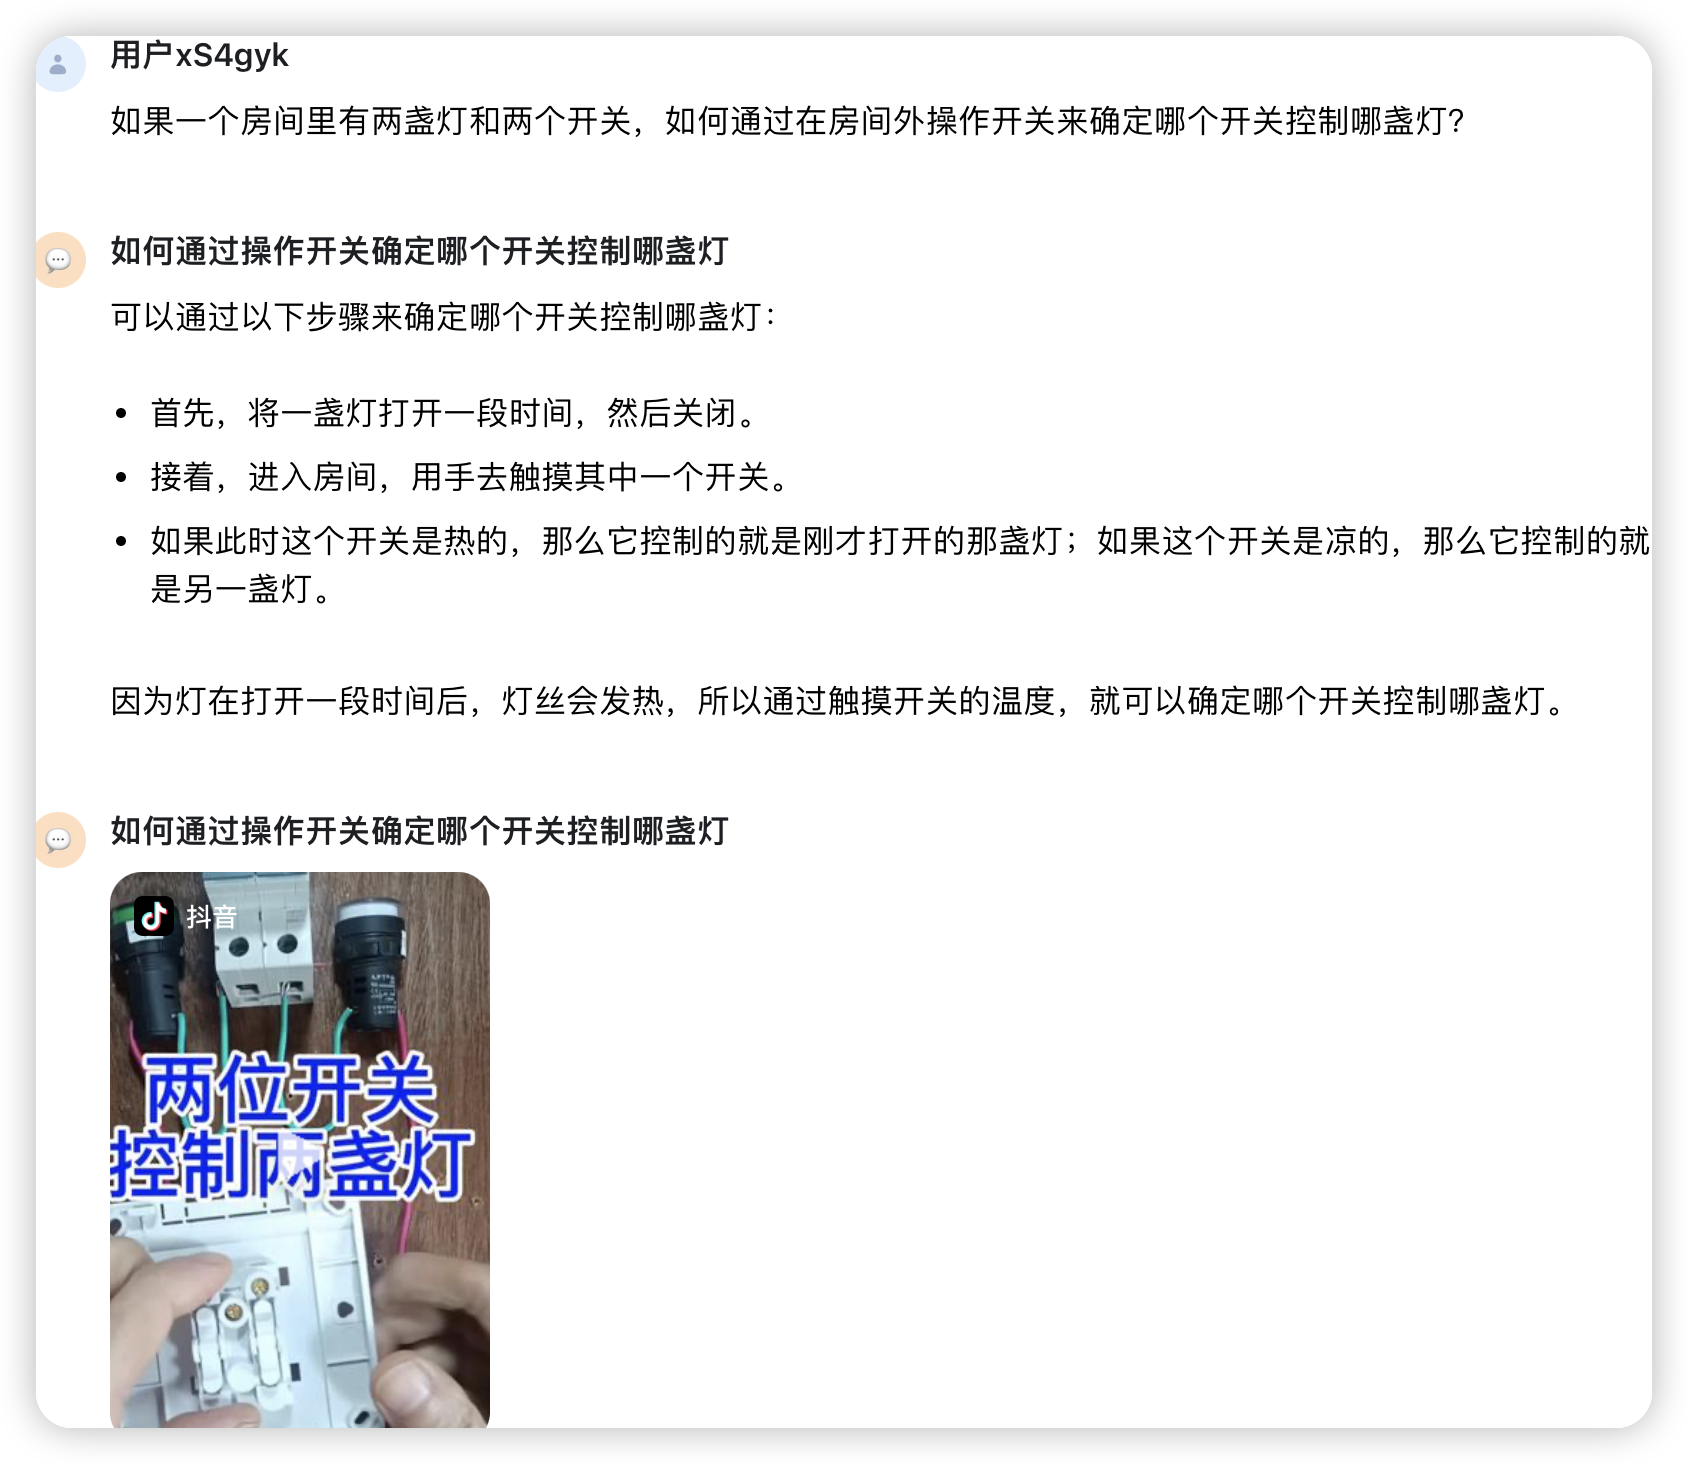 用户xS4gyk
如果一个房间里有两盏灯和两个开关，如何通过在房间外操作开关来确定哪个开关控制哪盏灯?
如何通过操作开关确定哪个开关控制哪盏灯
可以通过以下步骤来确定哪个开关控制哪盏灯：
• 首先，将一盏灯打开一段时间，然后关闭。
• 接着，进入房间，用手去触摸其中一个开关。
• 如果此时这个开关是热的，那么它控制的就是刚才打开的那盏灯；如果这个开关是凉的，那么它控制的就
是另一盏灯。
因为灯在打开一段时间后，灯丝会发热，所以通过触摸开关的温度，就可以确定哪个开关控制哪盏灯。
如何通过操作开关确定哪个开关控制哪盏灯
抖音
两位开关
控制两盏灯